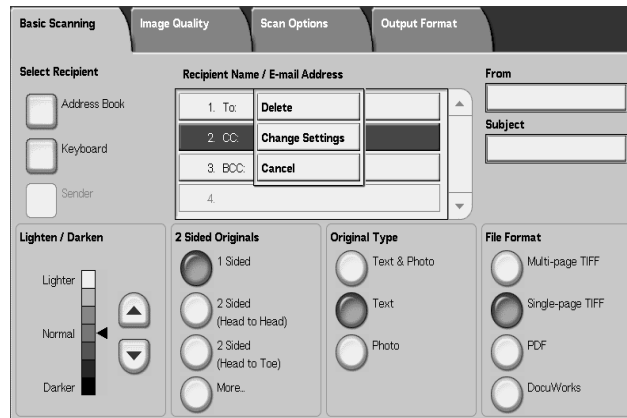 Basic Scanning
Image Quality
Scan Options
Output Format
Select Recipient
Address Book
Keyboard
Sender
Recipient Name / E-mail Address
1. To:
2. CC:
3. BCC:
4.
Delete
Change Settings
Cancel
From
Subject
Lighten / Darken
Lighter
Normal
Darker
2 Sided Originals
1 Sided
2 Sided
(Head to Head)
2 Sided
(Head to Toe)
More...
Original Type
Text & Photo
Text
Photo
File Format
Multi-page TIFF
Single-page TIFF
PDF
DocuWorks